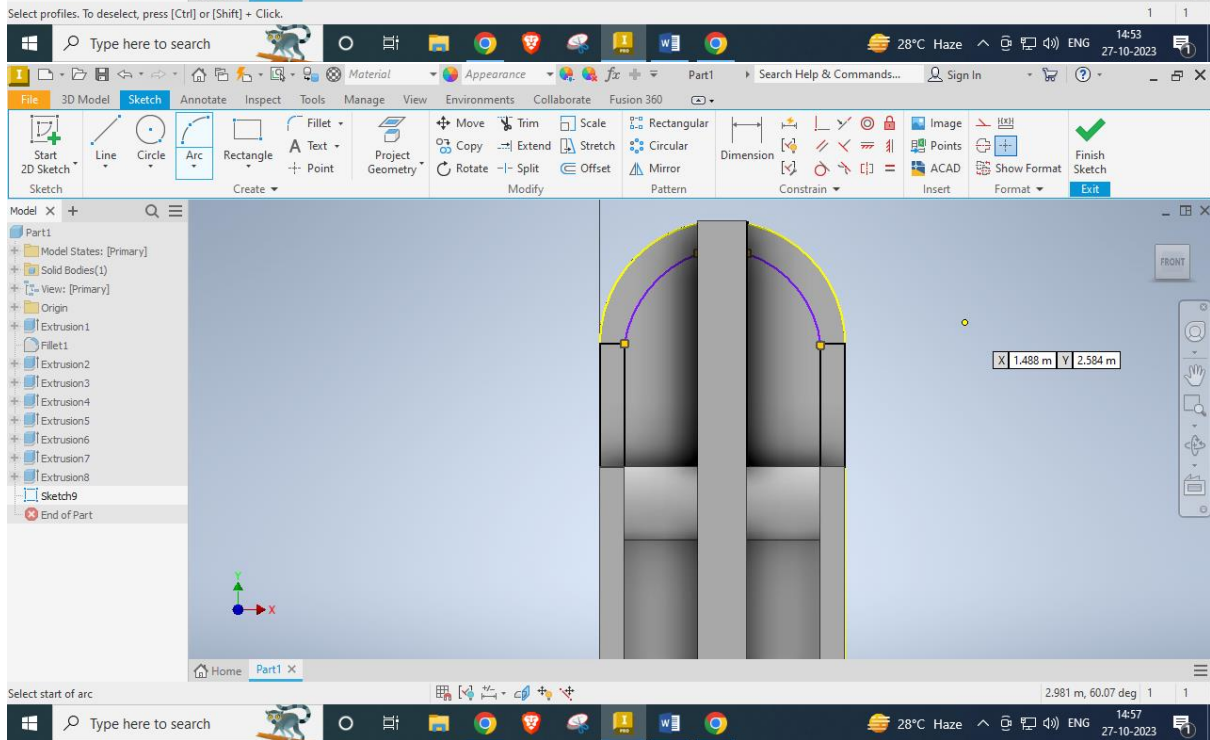 Select profiles. To deselect, press [Ctrl] or [Shift] + Click. 1 1
Type here to search 28°C Haze ENG 14:53
27-10-2023
Material Appearance fx Part1 Search Help & Commands... Sign In
File 3D Model Sketch Annotate Inspect Tools Manage View Environments Collaborate Fusion 360
Start 2D Sketch Line Circle Arc Rectangle Fillet Text Point Project Geometry Move Trim Scale Copy Extend Stretch Rotate Split Offset Rectangular Circular Mirror Dimension Image Points ACAD Show Format Finish Sketch
Sketch Create Modify Pattern Constrain Insert Format Exit
Model
Part1
Model States: [Primary]
Solid Bodies(1)
View: [Primary]
Origin
Extrusion1
Fillet1
Extrusion2
Extrusion3
Extrusion4
Extrusion5
Extrusion6
Extrusion7
Extrusion8
Sketch9
End of Part
FRONT
X 1.488 m Y 2.584 m
Y
X
Home Part1
Select start of arc 2.981 m, 60.07 deg 1 1
Type here to search 28°C Haze ENG 14:57
27-10-2023